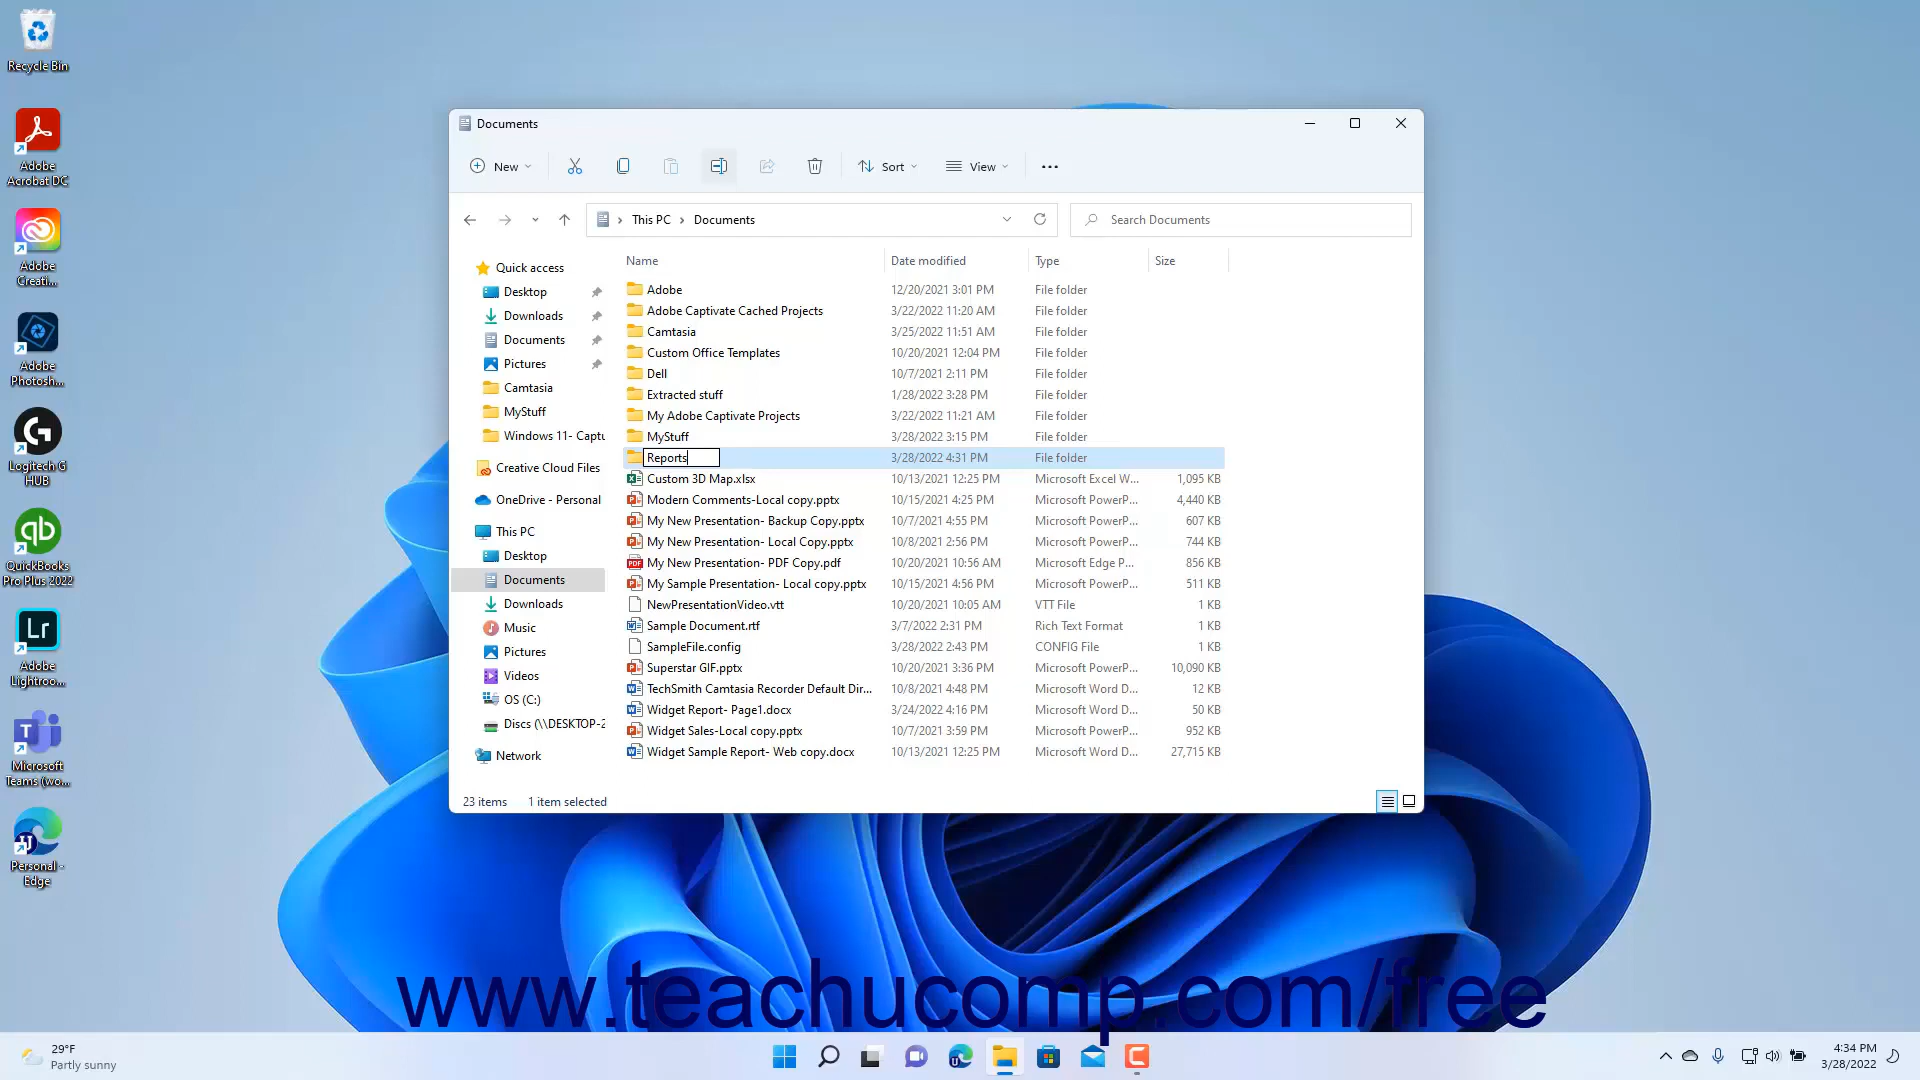 Recycle Bin
Adobe
Acrobat DC
Adobe
Creati...
Adobe
Photosh...
Logitech G
HUB
QuickBooks
Pro Plus 2022
Adobe
Lightroo...
Microsoft
Teams (wo...
Personal -
Edge
Documents
New
Sort
View
This PC > Documents
Search Documents
Quick access
Desktop
Downloads
Documents
Pictures
Camtasia
MyStuff
Windows 11- Captu
Creative Cloud Files
OneDrive - Personal
This PC
Desktop
Documents
Downloads
Music
Pictures
Videos
OS (C:)
Discs (\\DESKTOP-2
Network
Name Date modified Type Size
Adobe 12/20/2021 3:01 PM File folder
Adobe Captivate Cached Projects 3/22/2022 11:20 AM File folder
Camtasia 3/25/2022 11:51 AM File folder
Custom Office Templates 10/20/2021 12:04 PM File folder
Dell 10/7/2021 2:11 PM File folder
Extracted stuff 1/28/2022 3:28 PM File folder
My Adobe Captivate Projects 3/22/2022 11:21 AM File folder
MyStuff 3/28/2022 3:15 PM File folder
Reports 3/28/2022 4:31 PM File folder
Custom 3D Map.xlsx 10/13/2021 12:25 PM Microsoft Excel W... 1,095 KB
Modern Comments-Local copy.pptx 10/15/2021 4:25 PM Microsoft PowerP... 4,440 KB
My New Presentation- Backup Copy.pptx 10/7/2021 4:55 PM Microsoft PowerP... 607 KB
My New Presentation- Local Copy.pptx 10/8/2021 2:56 PM Microsoft PowerP... 744 KB
My New Presentation- PDF Copy.pdf 10/20/2021 10:56 AM Microsoft Edge P... 856 KB
My Sample Presentation- Local copy.pptx 10/15/2021 4:56 PM Microsoft PowerP... 511 KB
NewPresentationVideo.vtt 10/20/2021 10:05 AM VTT File 1 KB
Sample Document.rtf 3/7/2022 2:31 PM Rich Text Format 1 KB
SampleFile.config 3/28/2022 2:43 PM CONFIG File 1 KB
Superstar GIF.pptx 10/20/2021 3:36 PM Microsoft PowerP... 10,090 KB
TechSmith Camtasia Recorder Default Dir... 10/8/2021 4:48 PM Microsoft Word D... 12 KB
Widget Report- Page1.docx 3/24/2022 4:16 PM Microsoft Word D... 50 KB
Widget Sales-Local copy.pptx 10/7/2021 3:59 PM Microsoft PowerP... 952 KB
Widget Sample Report- Web copy.docx 10/13/2021 12:25 PM Microsoft Word D... 27,715 KB
23 items 1 item selected
www.teachucomp.com/free
29°F
Partly sunny
4:34 PM
3/28/2022